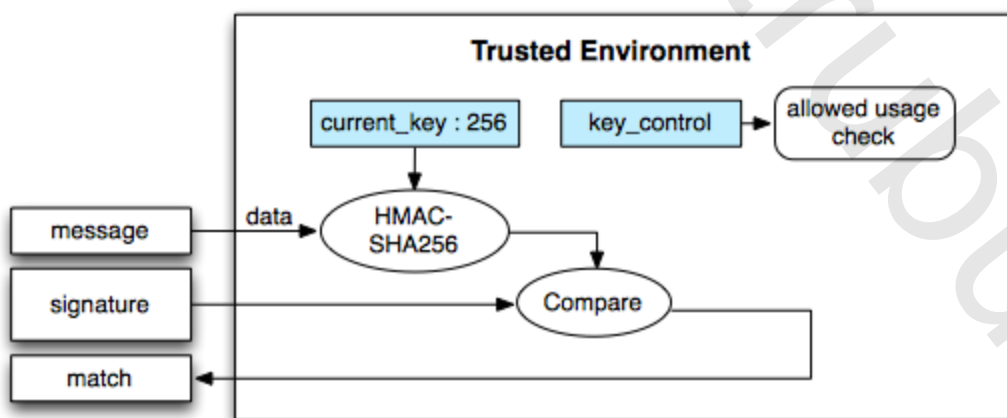 Trusted Environment
current_key : 256
key_control
allowed usage
check
data
HMAC-
SHA256
message
signature
Compare
match